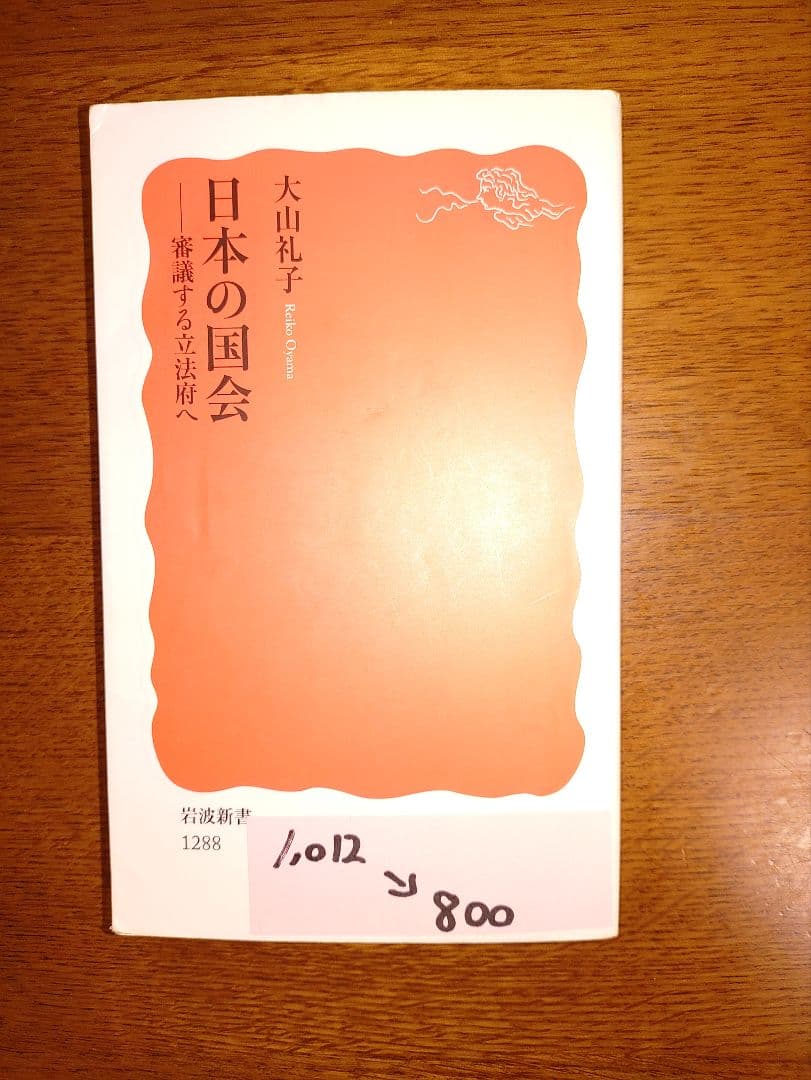 大山礼子
Reiko Oyama
日本の国会
――審議する立法府へ
岩波新書
1288
1,012
→ 800